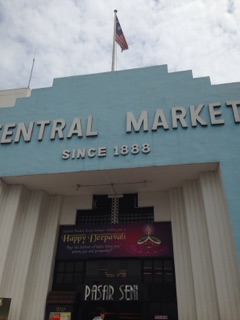 CENTRAL MARKET
SINCE 1888
Happy Deepavali
PASAR SENI